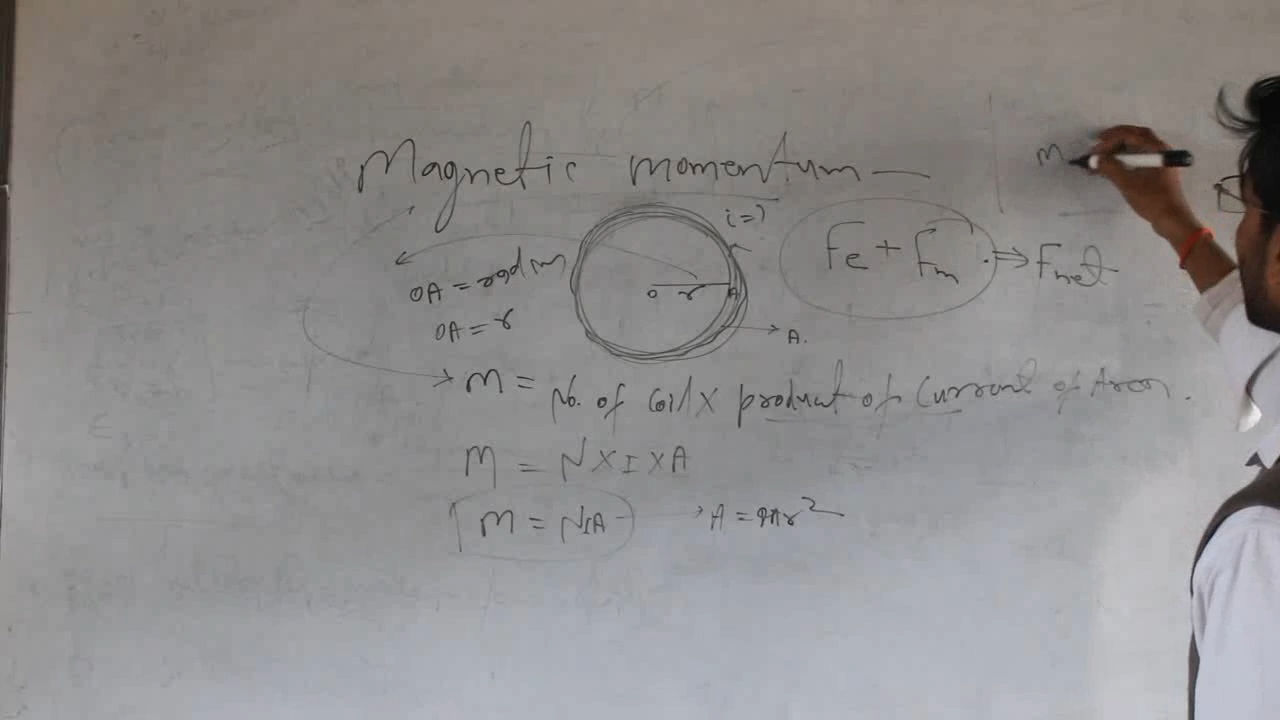 Magnetic momentum —
M
i = ?
Fe + Fm ⇒ Fnet
OA = radius
o r A
OA = r
A.
M = No. of coil X product of Current of Area.
M = N X I X A
M = NIA
A = πr²